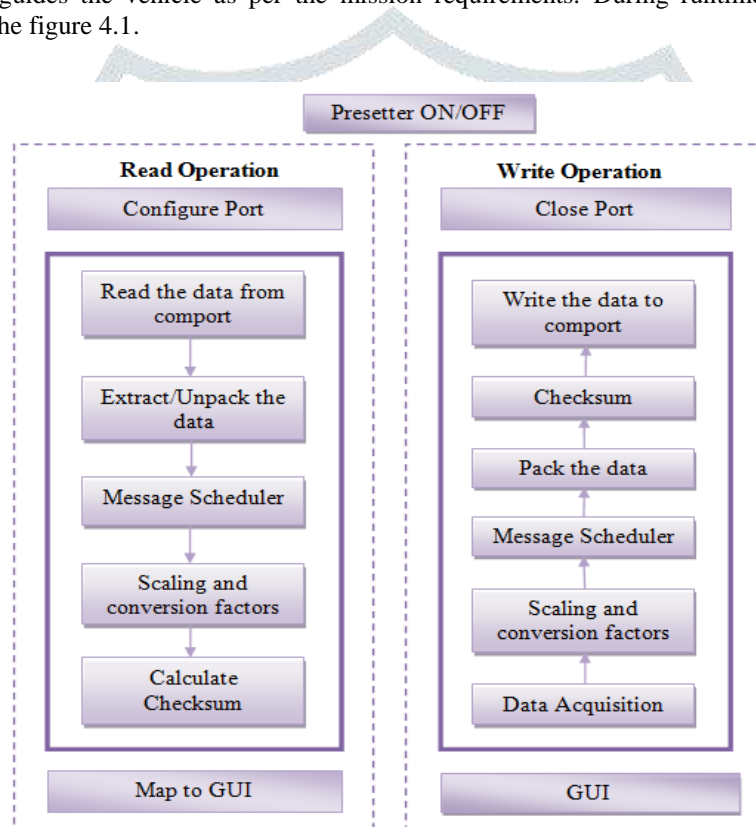 guides the vehicle as per the mission requirements. During runtime
he figure 4.1.
Presetter ON/OFF
Read Operation
Configure Port
Read the data from
comport
Extract/Unpack the
data
Message Scheduler
Scaling and
conversion factors
Calculate
Checksum
Map to GUI
Write Operation
Close Port
Write the data to
comport
Checksum
Pack the data
Message Scheduler
Scaling and
conversion factors
Data Acquisition
GUI